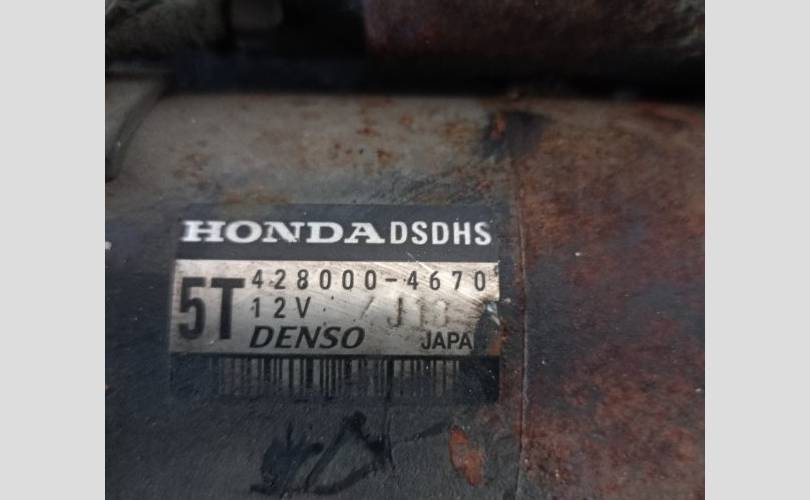 HONDA DSDHS
5T 428000-4670
12V
DENSO JAPA